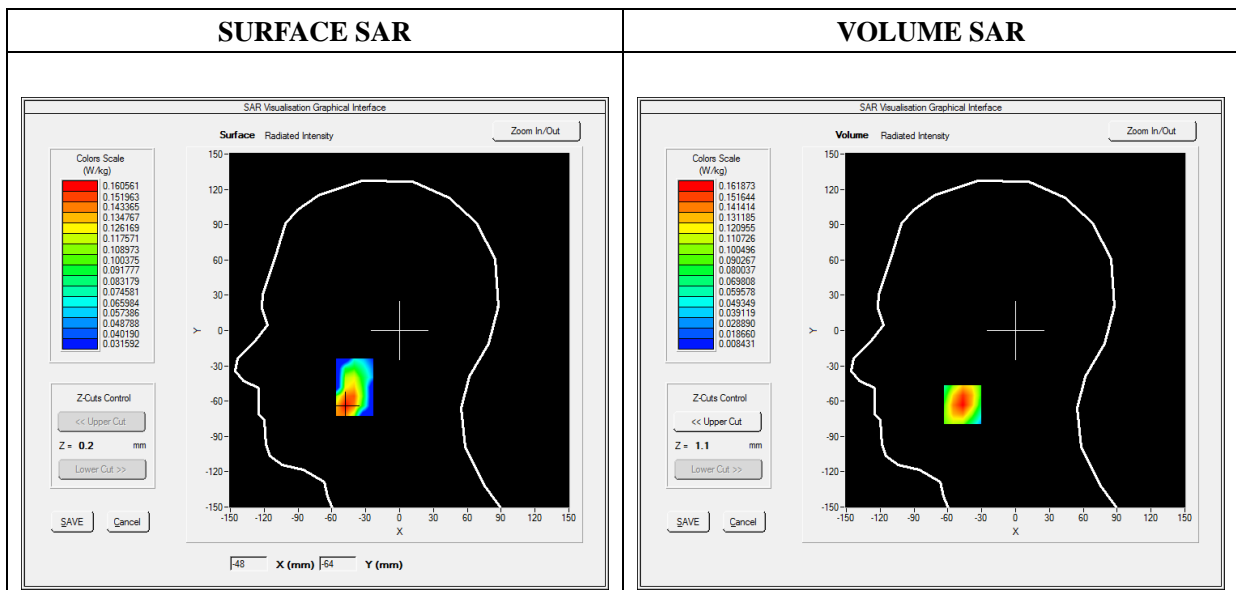 SURFACE SAR
VOLUME SAR
SAR Visualisation Graphical Interface
Surface Radiated Intensity
Zoom In/Out
Colors Scale
(W/kg)
0.160561
0.151963
0.143365
0.134767
0.126169
0.117571
0.108973
0.100375
0.091777
0.083179
0.074581
0.065984
0.057386
0.048788
0.040190
0.031592
Z-Cuts Control
<< Upper Cut
Z = 0.2 mm
Lower Cut >>
SAVE Cancel
150
120
90
60
30
Y 0
-30
-60
-90
-120
-150
-150 -120 -90 -60 -30 0 30 60 90 120 150
X
-48 X (mm) -64 Y (mm)
SAR Visualisation Graphical Interface
Volume Radiated Intensity
Zoom In/Out
Colors Scale
(W/kg)
0.161873
0.151644
0.141414
0.131185
0.120955
0.110726
0.100496
0.090267
0.080037
0.069808
0.059578
0.049349
0.039119
0.028890
0.018660
0.008431
Z-Cuts Control
<< Upper Cut
Z = 1.1 mm
Lower Cut >>
SAVE Cancel
150
120
90
60
30
Y 0
-30
-60
-90
-120
-150
-150 -120 -90 -60 -30 0 30 60 90 120 150
X